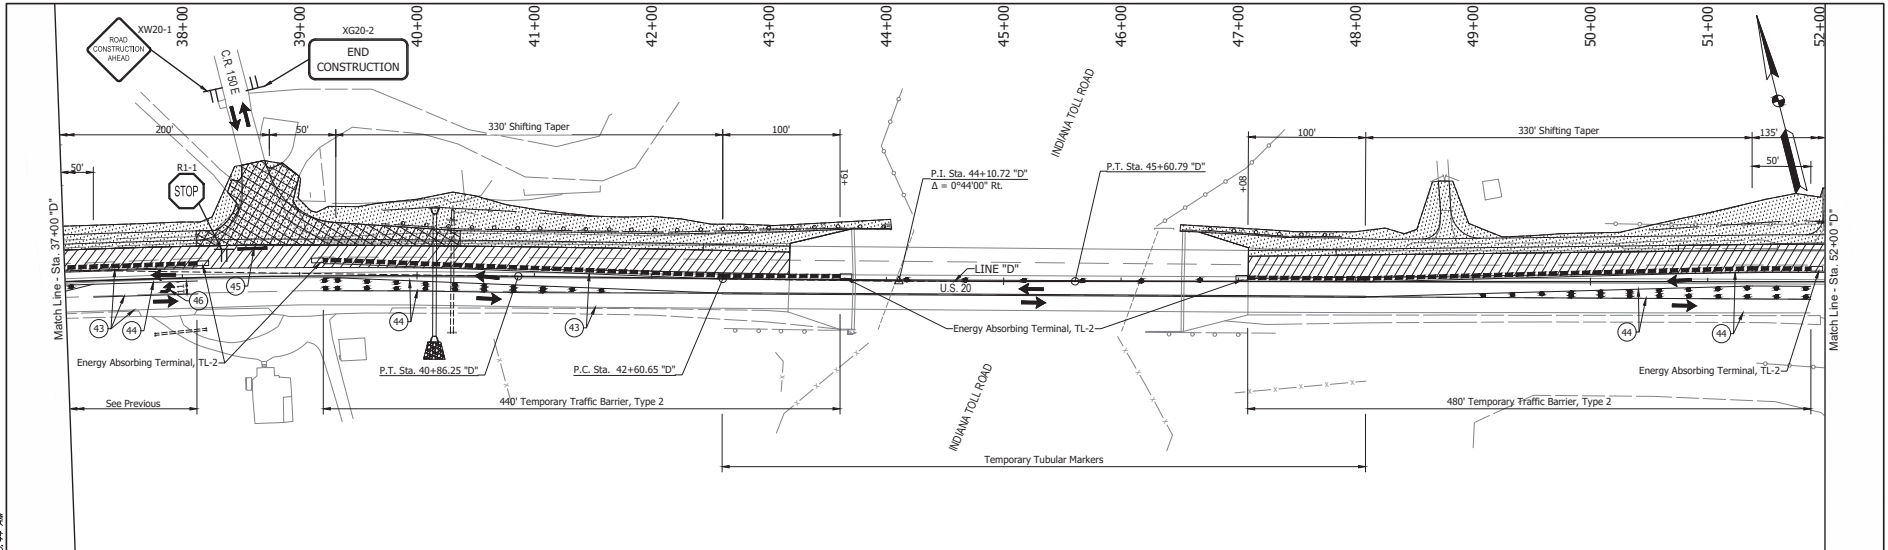 38+00
39+00
40+00
41+00
42+00
43+00
44+00
45+00
46+00
47+00
48+00
49+00
50+00
51+00
52+00
XW20-1
ROAD
CONSTRUCTION
AHEAD
XG20-2
END
CONSTRUCTION
C.R. 150 E
INDIANA TOLL ROAD
200'
50'
330' Shifting Taper
100'
100'
330' Shifting Taper
135'
50'
50'
R1-1
STOP
+61
P.I. Sta. 44+10.72 "D"
Δ = 0°44'00" Rt.
P.T. Sta. 45+60.79 "D"
+08
Match Line - Sta. 37+00 "D"
Match Line - Sta. 52+00 "D"
LINE "D"
U.S. 20
45
46
43
44
44
43
44
44
Energy Absorbing Terminal, TL-2
Energy Absorbing Terminal, TL-2
Energy Absorbing Terminal, TL-2
P.T. Sta. 40+86.25 "D"
P.C. Sta. 42+60.65 "D"
INDIANA TOLL ROAD
See Previous
440' Temporary Traffic Barrier, Type 2
480' Temporary Traffic Barrier, Type 2
Temporary Tubular Markers